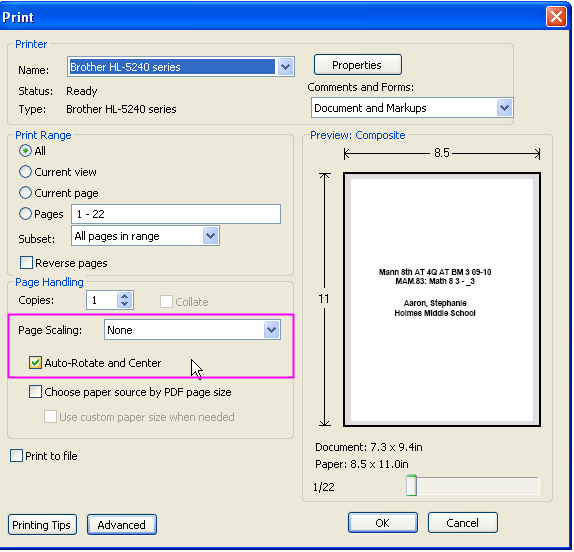 Print
Printer
Name: Brother HL-5240 series
Properties
Status: Ready
Comments and Forms:
Type: Brother HL-5240 series
Document and Markups
Print Range
All
Current view
Current page
Pages 1 - 22
Subset: All pages in range
Reverse pages
Page Handling
Copies: 1 Collate
Page Scaling: None
Auto-Rotate and Center
Choose paper source by PDF page size
Use custom paper size when needed
Print to file
Preview: Composite
8.5
11
Mann 8th AT 4Q AT BM 3 09-10
MAM.83: Math 8 3 - _3
Aaron, Stephanie
Holmes Middle School
Document: 7.3 x 9.4in
Paper: 8.5 x 11.0in
1/22
Printing Tips
Advanced
OK
Cancel